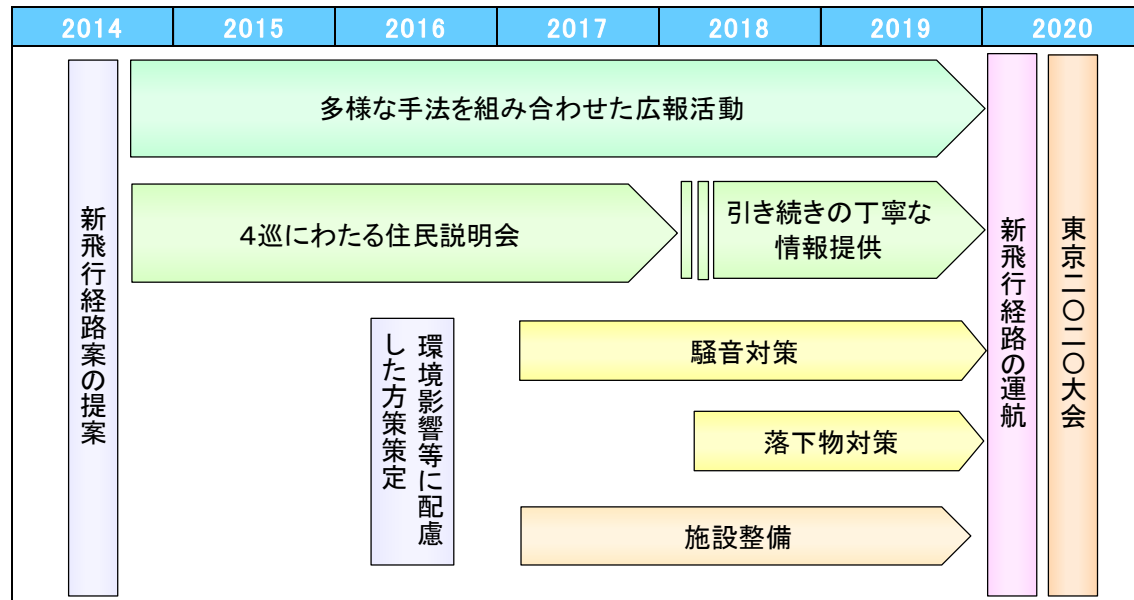 2014 2015 2016 2017 2018 2019 2020
新飛行経路案の提案
多様な手法を組み合わせた広報活動
４巡にわたる住民説明会
引き続きの丁寧な
情報提供
環境影響等に配慮
した方策策定
騒音対策
落下物対策
施設整備
新飛行経路の運航
東京二〇二〇大会